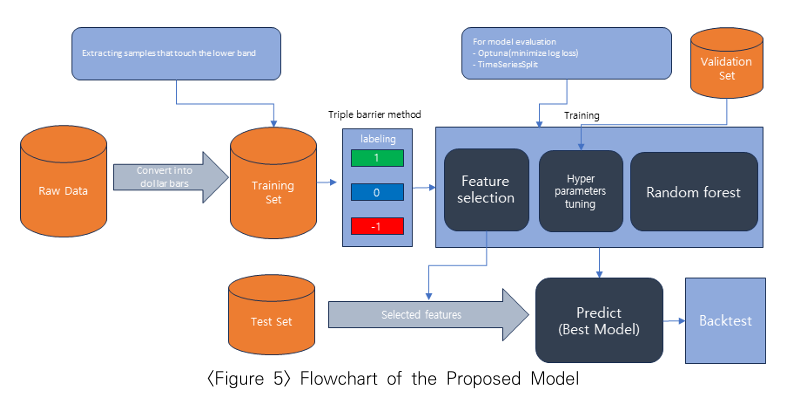 Extracting samples that touch the lower band
For model evaluation
- Optuna(minimize log loss)
- TimeSeriesSplit
Validation
Set
Triple barrier method
Training
Raw Data
Convert into
dollar bars
Training
Set
labeling
1
0
-1
Feature
selection
Hyper
parameters
tuning
Random forest
Test Set
Selected features
Predict
(Best Model)
Backtest
〈Figure 5〉 Flowchart of the Proposed Model